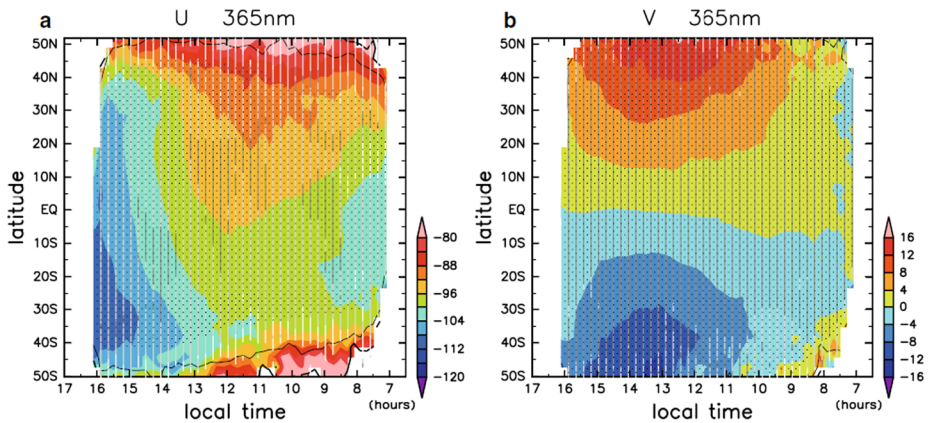 a U 365nm
50N
40N
30N
20N
10N
EQ
10S
20S
30S
40S
50S
latitude
17 16 15 14 13 12 11 10 9 8 7
local time (hours)
-80
-88
-96
-104
-112
-120
b V 365nm
50N
40N
30N
20N
10N
EQ
10S
20S
30S
40S
50S
latitude
17 16 15 14 13 12 11 10 9 8 7
local time (hours)
16
12
8
4
0
-4
-8
-12
-16